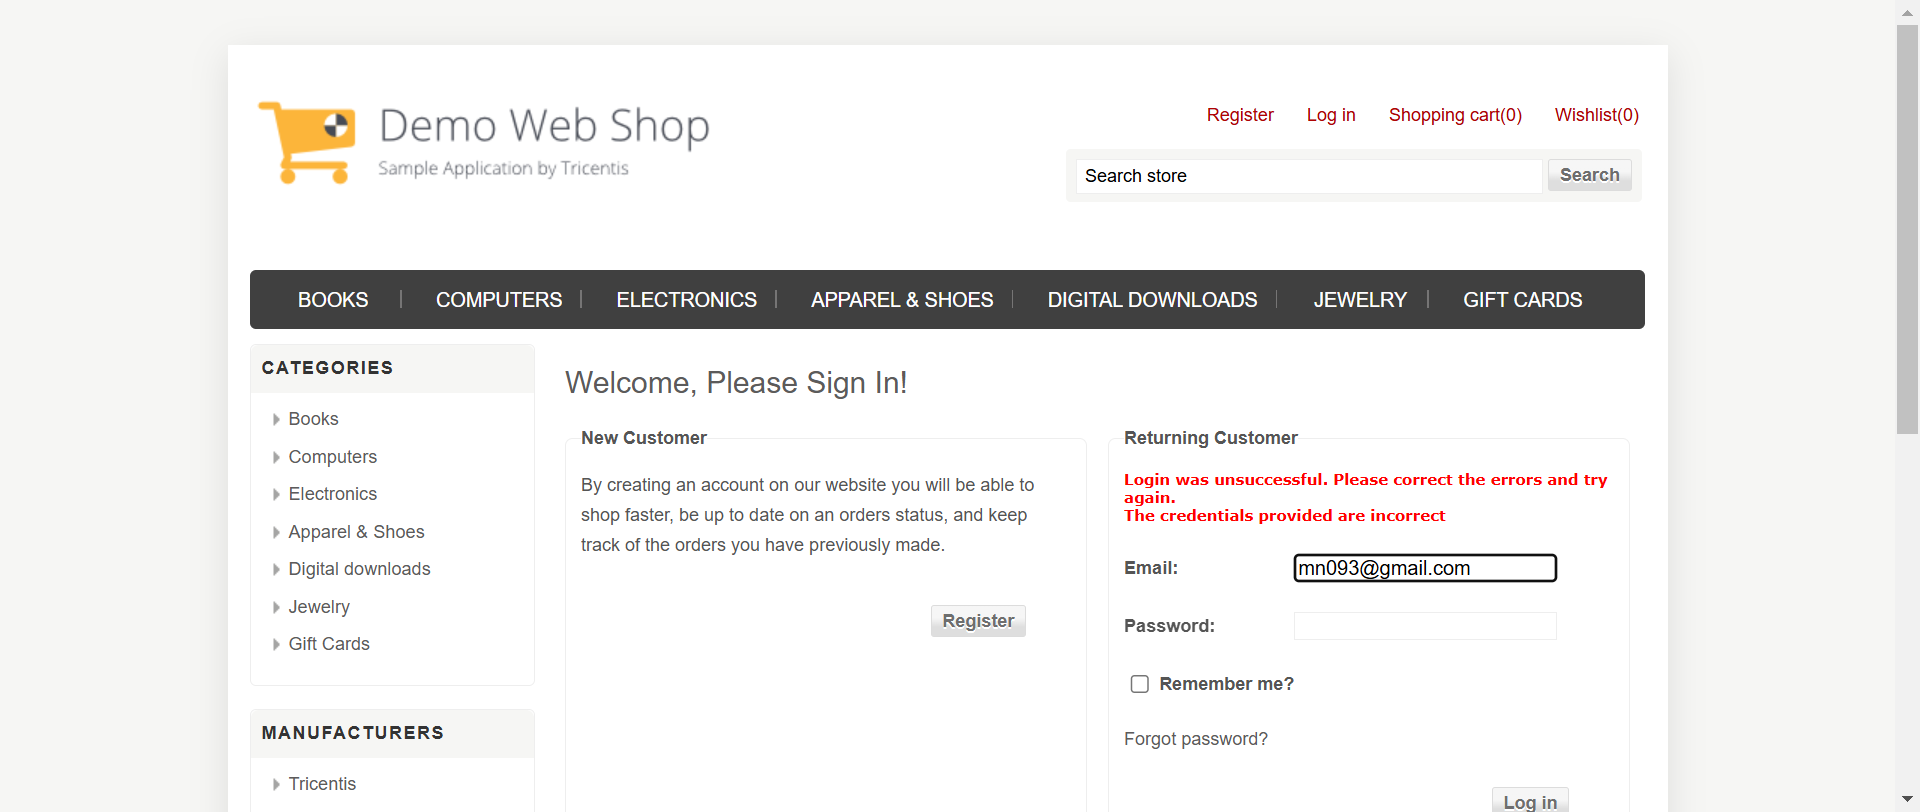 Demo Web Shop
Sample Application by Tricentis
Register Log in Shopping cart(0) Wishlist(0)
Search store Search
BOOKS COMPUTERS ELECTRONICS APPAREL & SHOES DIGITAL DOWNLOADS JEWELRY GIFT CARDS
CATEGORIES
Books
Computers
Electronics
Apparel & Shoes
Digital downloads
Jewelry
Gift Cards
MANUFACTURERS
Tricentis
Welcome, Please Sign In!
New Customer
By creating an account on our website you will be able to
shop faster, be up to date on an orders status, and keep
track of the orders you have previously made.
Register
Returning Customer
Login was unsuccessful. Please correct the errors and try
again.
The credentials provided are incorrect
Email: mn093@gmail.com
Password:
Remember me?
Forgot password?
Log in